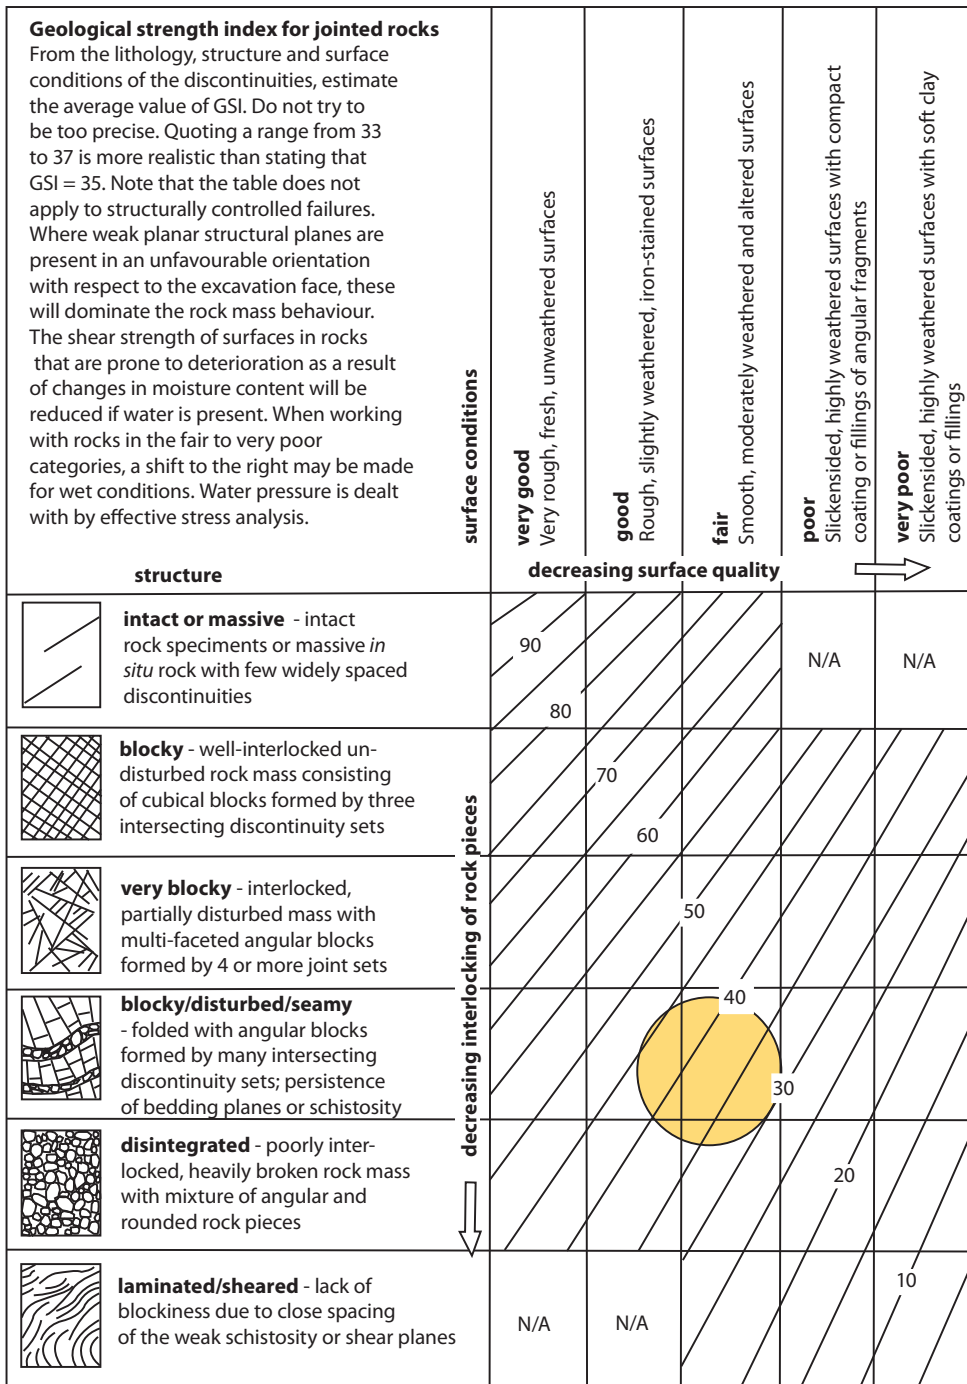 Geological strength index for jointed rocks
From the lithology, structure and surface
conditions of the discontinuities, estimate
the average value of GSI. Do not try to
be too precise. Quoting a range from 33
to 37 is more realistic than stating that
GSI = 35. Note that the table does not
apply to structurally controlled failures.
Where weak planar structural planes are
present in an unfavourable orientation
with respect to the excavation face, these
will dominate the rock mass behaviour.
The shear strength of surfaces in rocks
that are prone to deterioration as a result
of changes in moisture content will be
reduced if water is present. When working
with rocks in the fair to very poor
categories, a shift to the right may be made
for wet conditions. Water pressure is dealt
with by effective stress analysis.
surface conditions
very good
Very rough, fresh, unweathered surfaces
good
Rough, slightly weathered, iron-stained surfaces
fair
Smooth, moderately weathered and altered surfaces
poor
Slickensided, highly weathered surfaces with compact
coating or fillings of angular fragments
very poor
Slickensided, highly weathered surfaces with soft clay
coatings or fillings
structure
decreasing surface quality
decreasing interlocking of rock pieces
intact or massive - intact
rock speciments or massive in
situ rock with few widely spaced
discontinuities
90
80
N/A
N/A
blocky - well-interlocked un-
disturbed rock mass consisting
of cubical blocks formed by three
intersecting discontinuity sets
70
60
very blocky - interlocked,
partially disturbed mass with
multi-faceted angular blocks
formed by 4 or more joint sets
50
blocky/disturbed/seamy
- folded with angular blocks
formed by many intersecting
discontinuity sets; persistence
of bedding planes or schistosity
40
30
disintegrated - poorly inter-
locked, heavily broken rock mass
with mixture of angular and
rounded rock pieces
20
laminated/sheared - lack of
blockiness due to close spacing
of the weak schistosity or shear planes
N/A
N/A
10